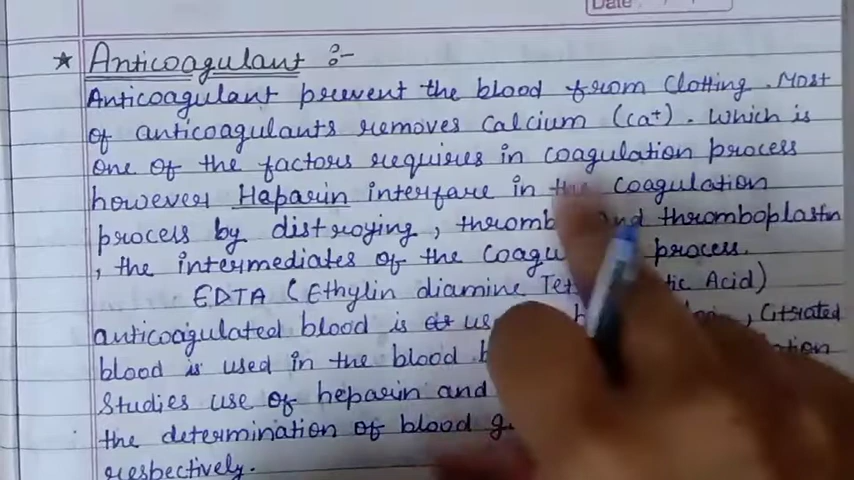 Date
* Anticoagulant :-
Anticoagulant prevent the blood from Clotting. Most
of anticoagulants removes calcium (ca+). which is
one of the factors requires in coagulation process
however Heparin interfare in the coagulation
process by distroying, thromb and thromboplastin
, the intermediates of the coagu process.
EDTA (Ethylin diamine Tet tic Acid)
anticoagulated blood is us , Citrated
blood is used in the blood b
Studies use of heparin and
the determination of blood g
respectively.